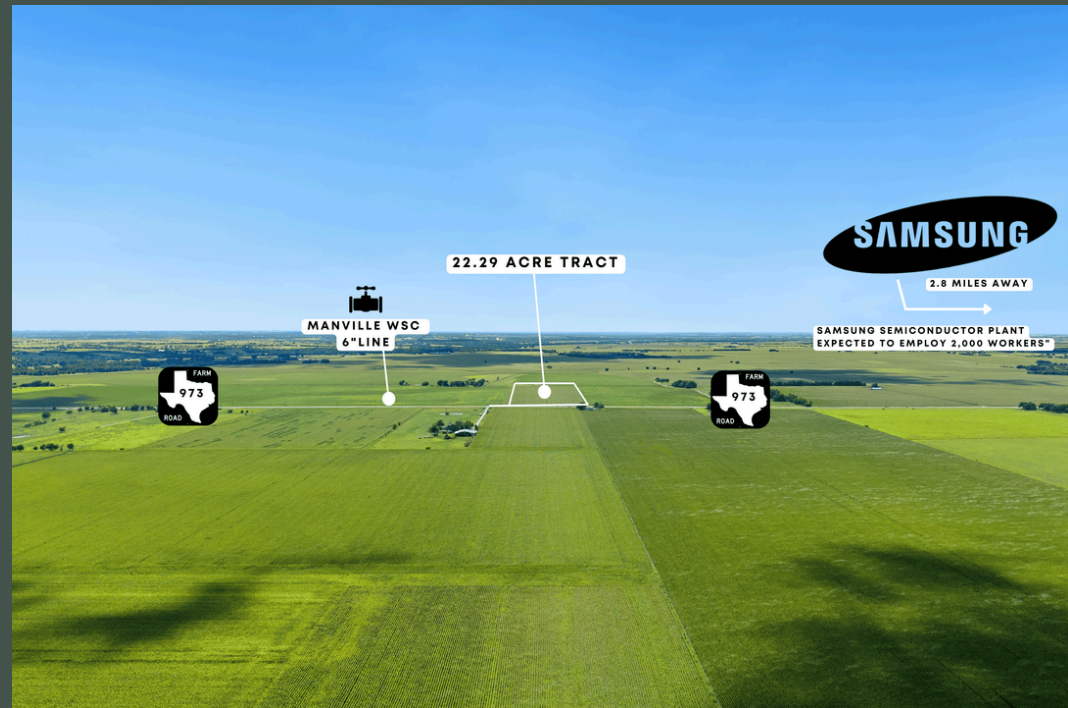 SAMSUNG
22.29 ACRE TRACT
2.8 MILES AWAY
MANVILLE WSC
6"LINE
SAMSUNG SEMICONDUCTOR PLANT
EXPECTED TO EMPLOY 2,000 WORKERS"
FARM
973
ROAD
FARM
973
ROAD